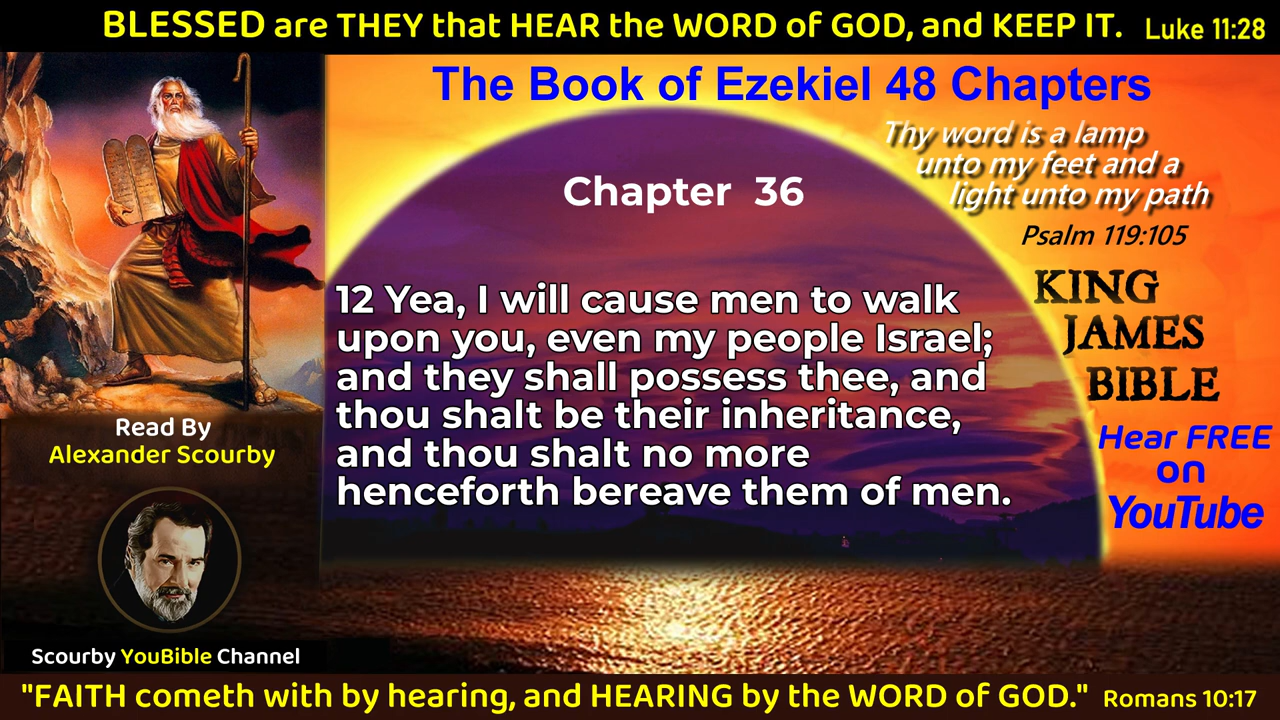 BLESSED are THEY that HEAR the WORD of GOD, and KEEP IT. Luke 11:28
The Book of Ezekiel 48 Chapters
Thy word is a lamp
unto my feet and a
light unto my path
Psalm 119:105
Chapter 36
12 Yea, I will cause men to walk
upon you, even my people Israel;
and they shall possess thee, and
thou shalt be their inheritance,
and thou shalt no more
henceforth bereave them of men.
KING
JAMES
BIBLE
Hear FREE
on
YouTube
Read By
Alexander Scourby
Scourby YouBible Channel
"FAITH cometh with by hearing, and HEARING by the WORD of GOD." Romans 10:17